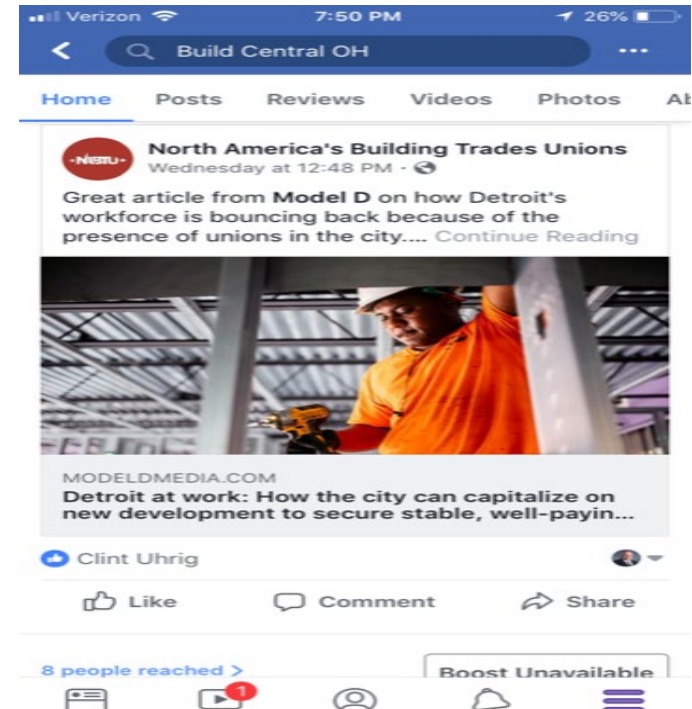 Verizon 7:50 PM 26%
Build Central OH
Home Posts Reviews Videos Photos Ab
NABTU
North America's Building Trades Unions
Wednesday at 12:48 PM ·
Great article from Model D on how Detroit's
workforce is bouncing back because of the
presence of unions in the city.... Continue Reading
MODELDMEDIA.COM
Detroit at work: How the city can capitalize on
new development to secure stable, well-payin...
Clint Uhrig
Like Comment Share
8 people reached >
Boost Unavailable
1